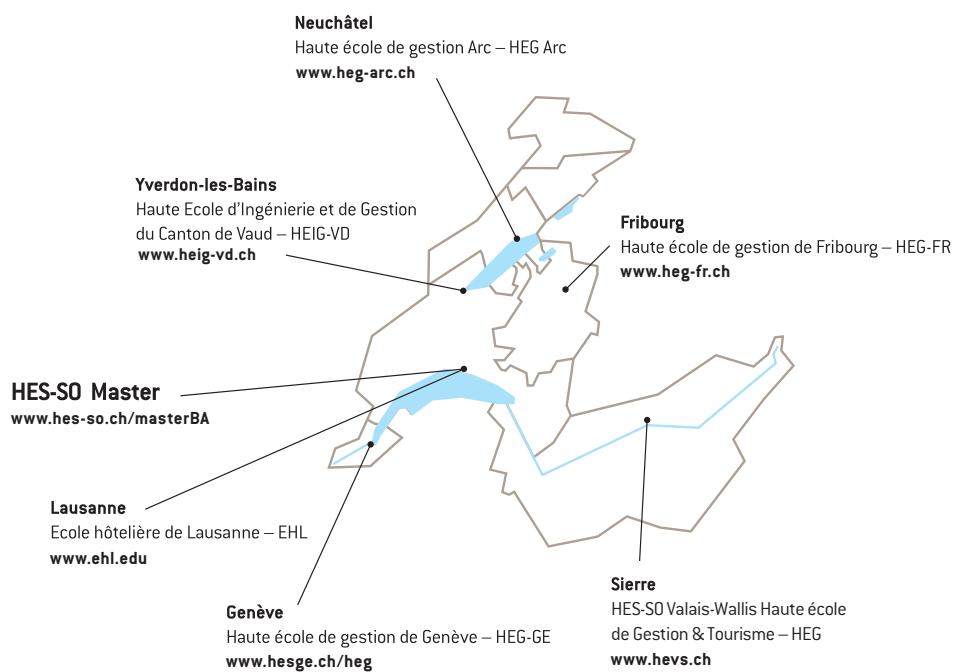 Neuchâtel
Haute école de gestion Arc – HEG Arc
www.heg-arc.ch
Yverdon-les-Bains
Haute Ecole d'Ingénierie et de Gestion
du Canton de Vaud – HEIG-VD
www.heig-vd.ch
Fribourg
Haute école de gestion de Fribourg – HEG-FR
www.heg-fr.ch
HES-SO Master
www.hes-so.ch/masterBA
Lausanne
Ecole hôtelière de Lausanne – EHL
www.ehl.edu
Genève
Haute école de gestion de Genève – HEG-GE
www.hesge.ch/heg
Sierre
HES-SO Valais-Wallis Haute école
de Gestion & Tourisme – HEG
www.hevs.ch